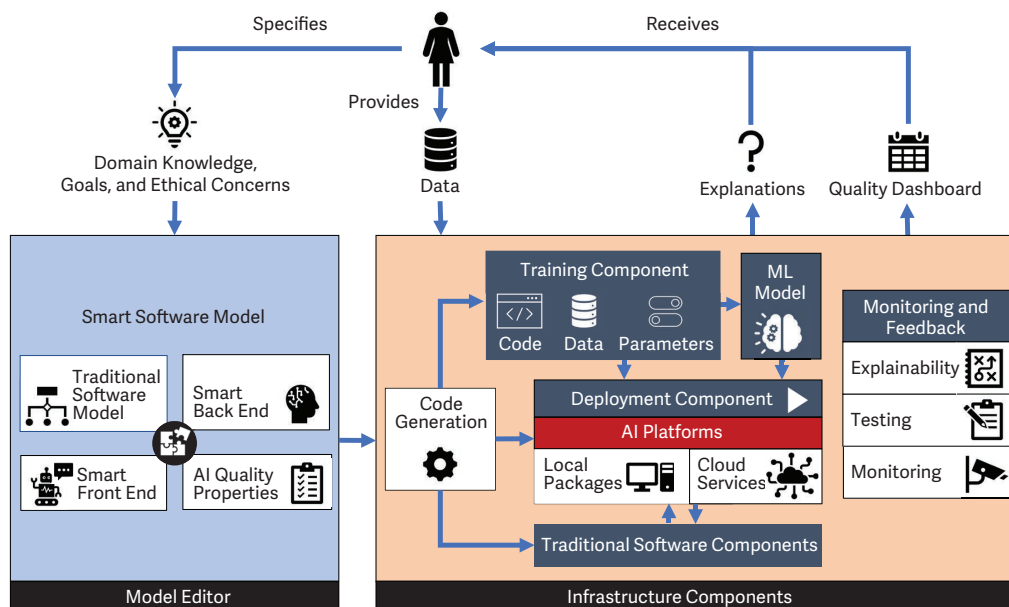 Specifies
Receives
Provides
Domain Knowledge,
Goals, and Ethical Concerns
Data
Explanations
Quality Dashboard
Smart Software Model
Traditional
Software
Model
Smart
Back End
Smart
Front End
AI Quality
Properties
Model Editor
Code
Generation
Training Component
</>
Code
Data
Parameters
ML
Model
Deployment Component
AI Platforms
Local
Packages
Cloud
Services
Traditional Software Components
Monitoring and
Feedback
Explainability
Testing
Monitoring
Infrastructure Components